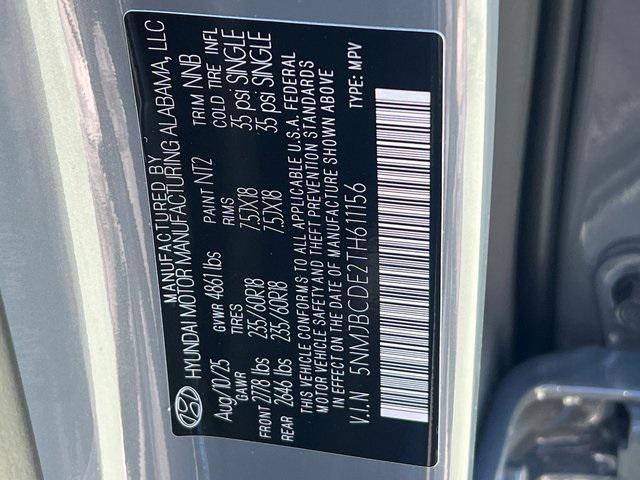 MANUFACTURED BY
HYUNDAI MOTOR MANUFACTURING ALABAMA, LLC
Aug/10/25 GVWR 4861 lbs PAINT NT2 TRIM NNB
GAWR TIRES RIMS COLD TIRE INFL
FRONT 2778 lbs 235/60R18 7.5JX18 35 psi SINGLE
REAR 2646 lbs 235/60R18 7.5JX18 35 psi SINGLE
THIS VEHICLE CONFORMS TO ALL APPLICABLE U.S.A. FEDERAL
MOTOR VEHICLE SAFETY AND THEFT PREVENTION STANDARDS
IN EFFECT ON THE DATE OF MANUFACTURE SHOWN ABOVE
V.I.N 5NMJBCDE2TH611156 TYPE: MPV